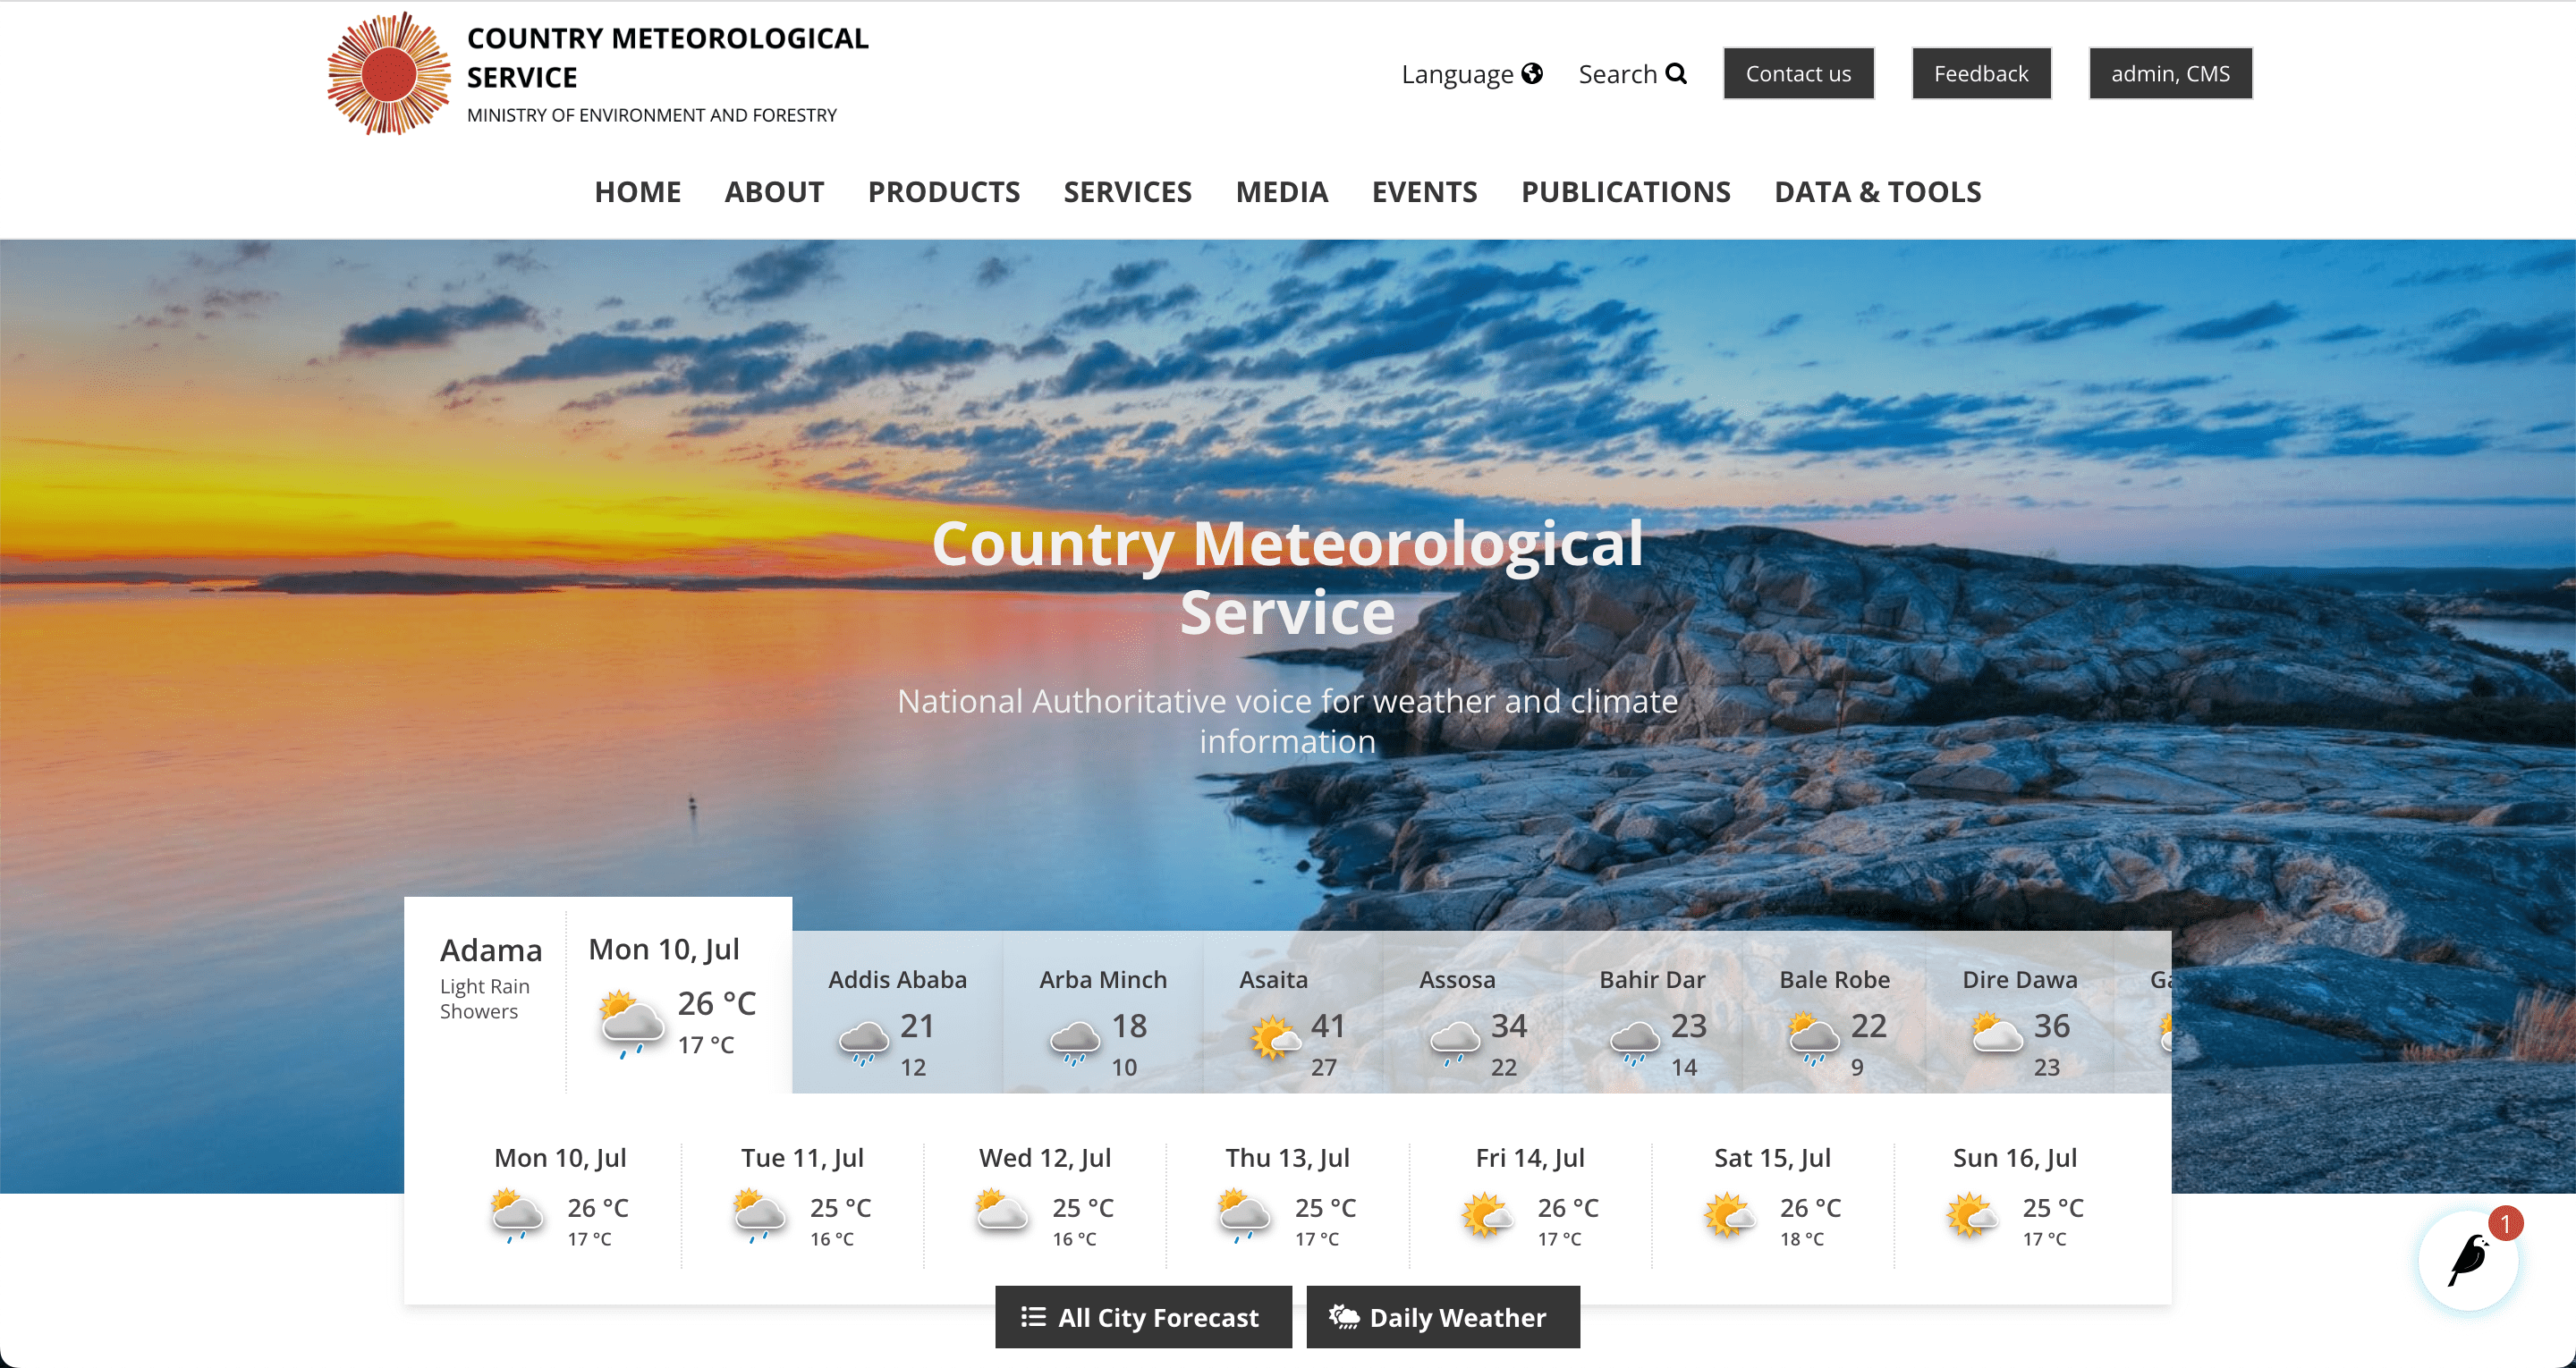 COUNTRY METEOROLOGICAL
SERVICE
MINISTRY OF ENVIRONMENT AND FORESTRY
Language
Search
Contact us
Feedback
admin, CMS
HOME ABOUT PRODUCTS SERVICES MEDIA EVENTS PUBLICATIONS DATA & TOOLS
Country Meteorological
Service
National Authoritative voice for weather and climate
information
Adama
Light Rain
Showers
Mon 10, Jul
26 °C
17 °C
Addis Ababa
21
12
Arba Minch
18
10
Asaita
41
27
Assosa
34
22
Bahir Dar
23
14
Bale Robe
22
9
Dire Dawa
36
23
Mon 10, Jul
26 °C
17 °C
Tue 11, Jul
25 °C
16 °C
Wed 12, Jul
25 °C
16 °C
Thu 13, Jul
25 °C
17 °C
Fri 14, Jul
26 °C
17 °C
Sat 15, Jul
26 °C
18 °C
Sun 16, Jul
25 °C
17 °C
1
All City Forecast
Daily Weather